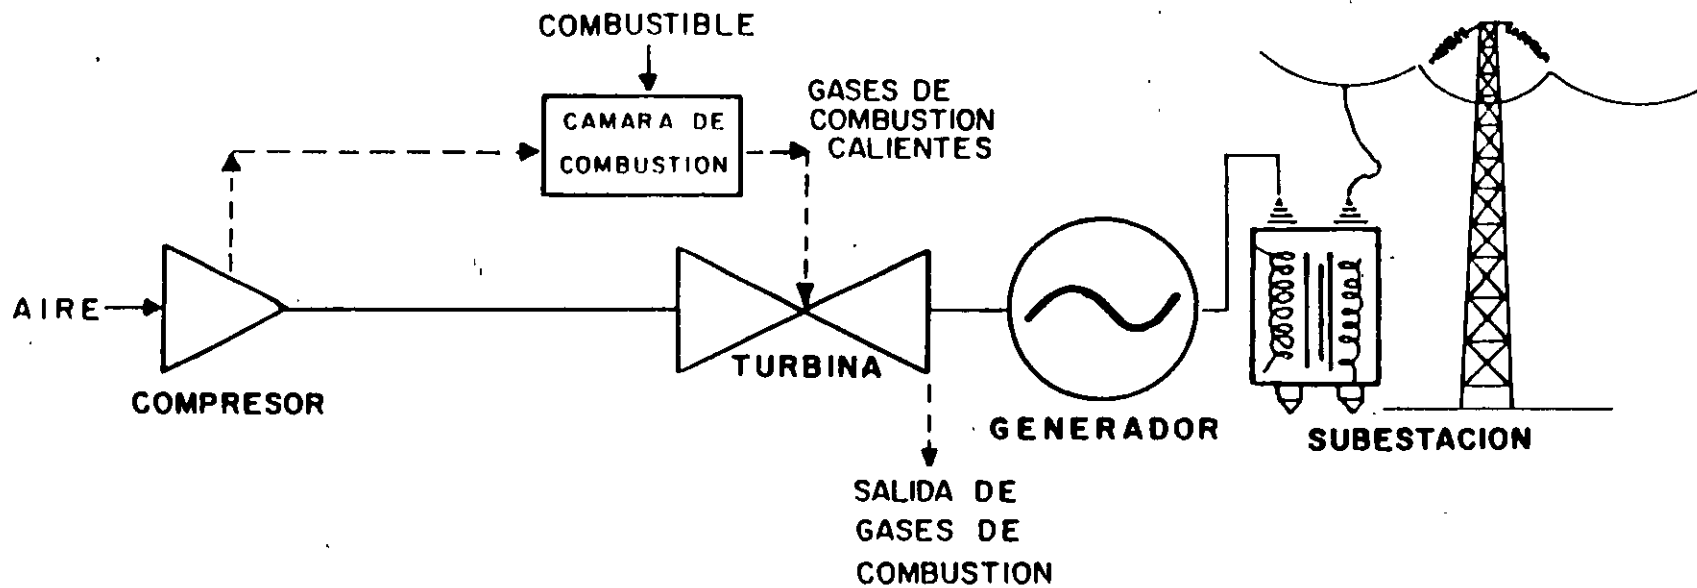 COMBUSTIBLE
CAMARA DE
COMBUSTION
GASES DE
COMBUSTION
CALIENTES
AIRE
COMPRESOR
TURBINA
GENERADOR
SUBESTACION
SALIDA DE
GASES DE
COMBUSTION